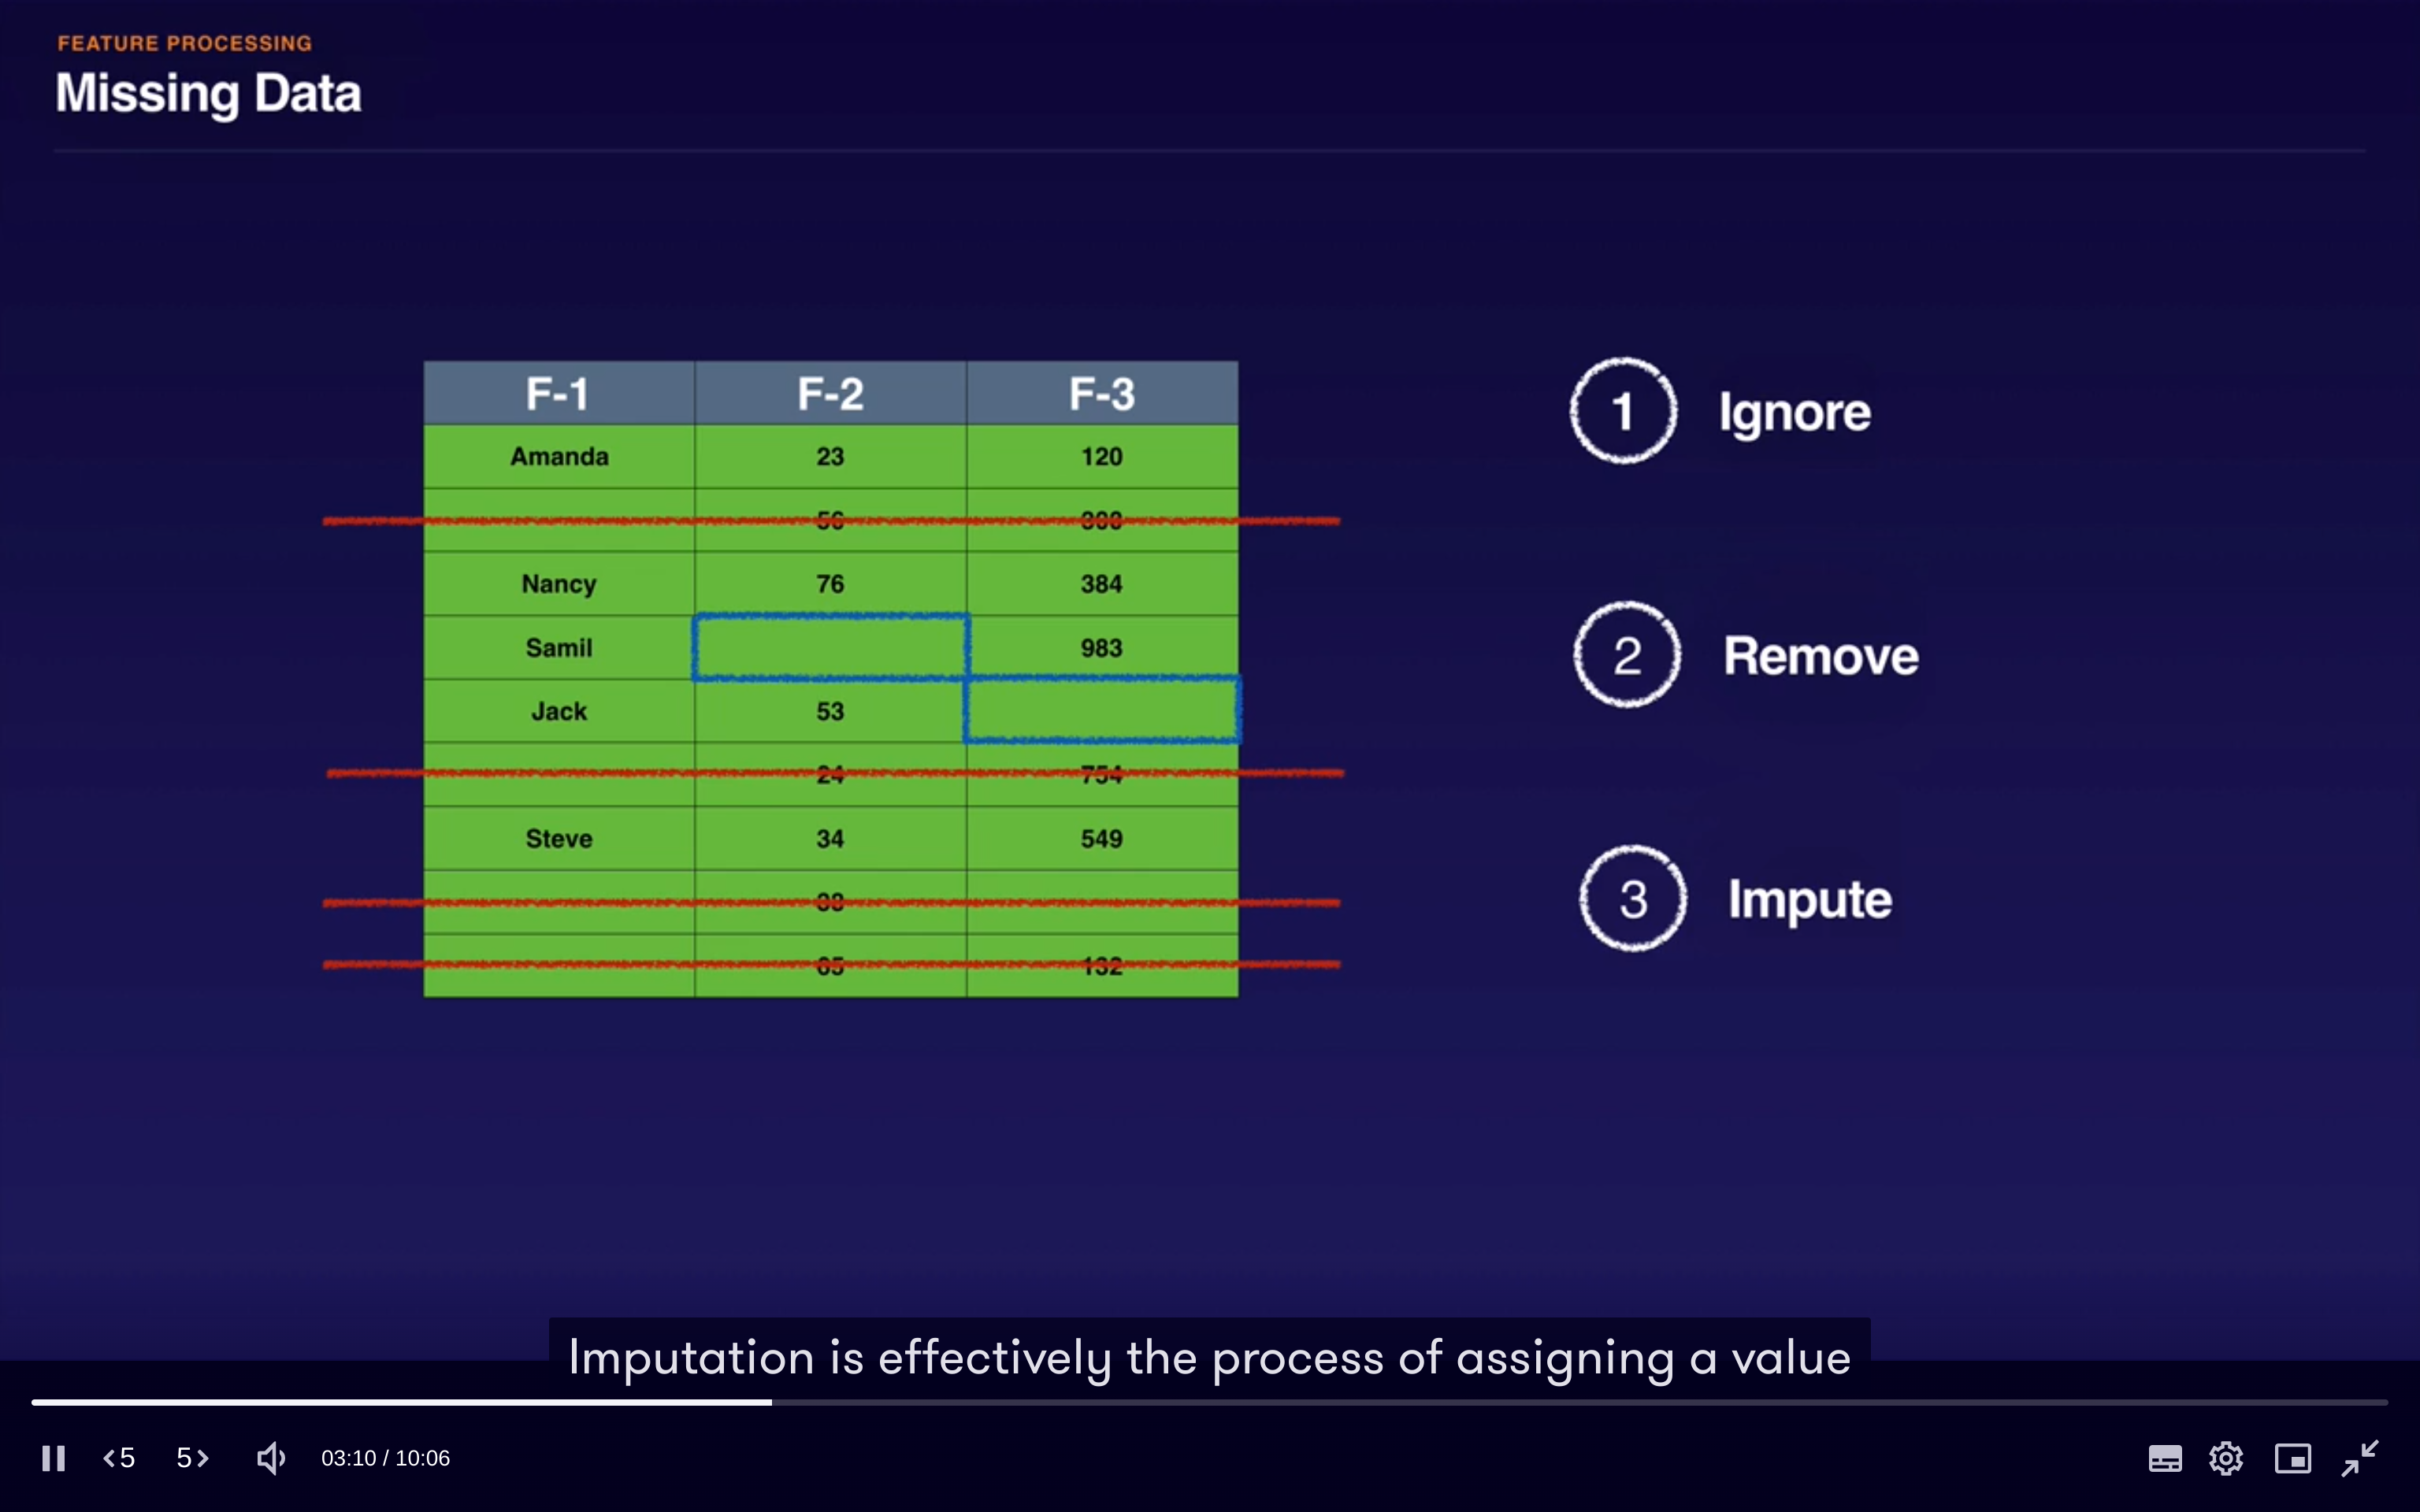 FEATURE PROCESSING
Missing Data
F-1 F-2 F-3
Amanda 23 120
56
Nancy 76 384
Samil 983
Jack 53
24 754
Steve 34 549
65 132
1 Ignore
2 Remove
3 Impute
Imputation is effectively the process of assigning a value
<5 5> 03:10 / 10:06